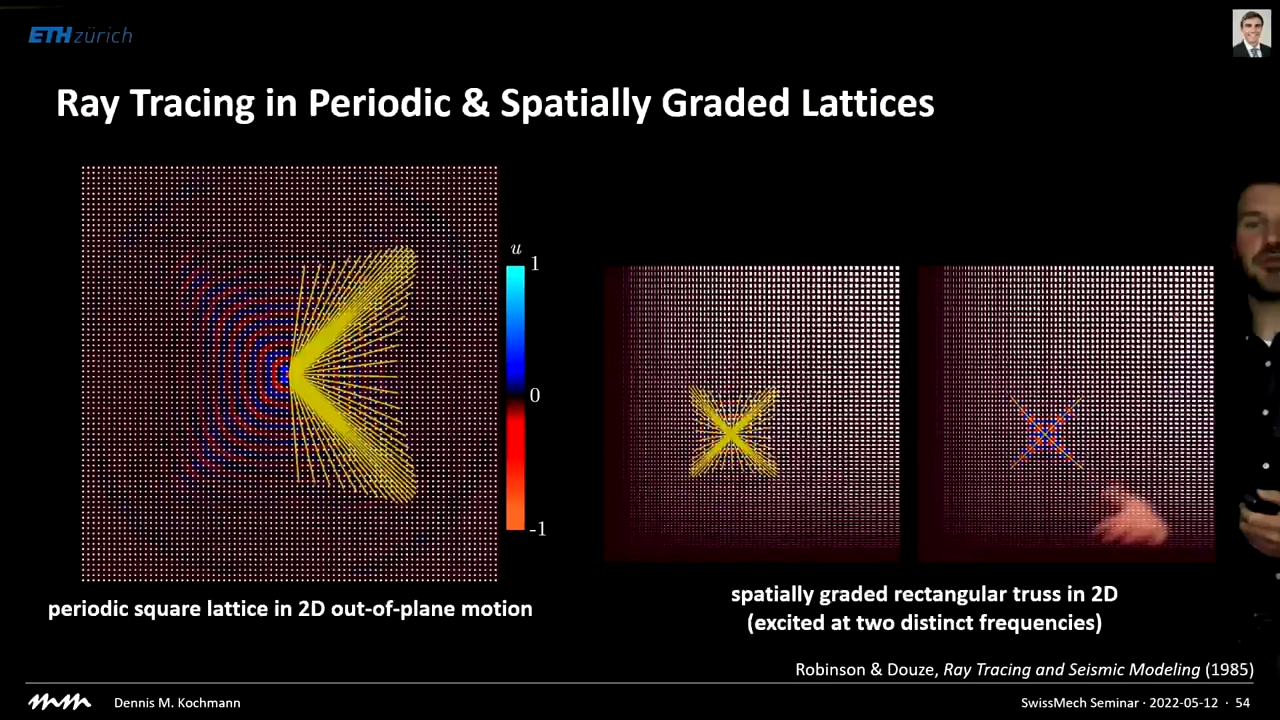 ETH zürich
Ray Tracing in Periodic & Spatially Graded Lattices
u
1
0
-1
periodic square lattice in 2D out-of-plane motion
spatially graded rectangular truss in 2D
(excited at two distinct frequencies)
Robinson & Douze, Ray Tracing and Seismic Modeling (1985)
Dennis M. Kochmann
SwissMech Seminar · 2022-05-12 · 54